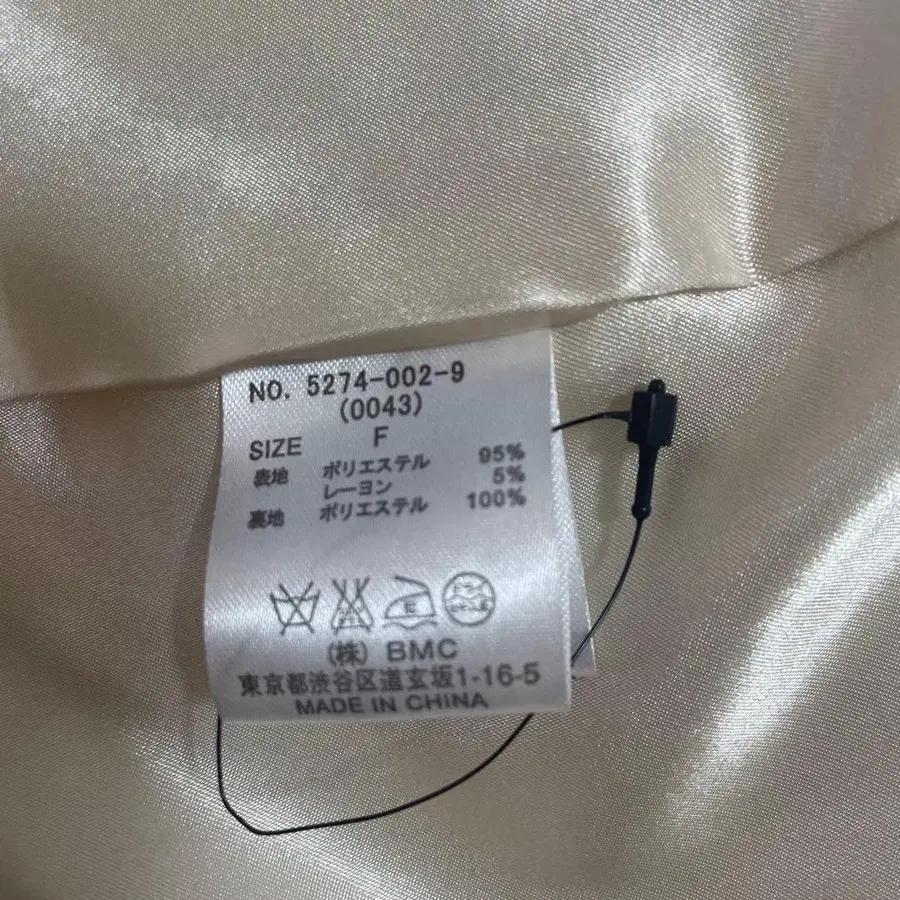 NO. 5274-002-9
(0043)
SIZE F
表地 ポリエステル 95%
レーヨン 5%
裏地 ポリエステル 100%
(株) BMC
東京都渋谷区道玄坂1-16-5
MADE IN CHINA